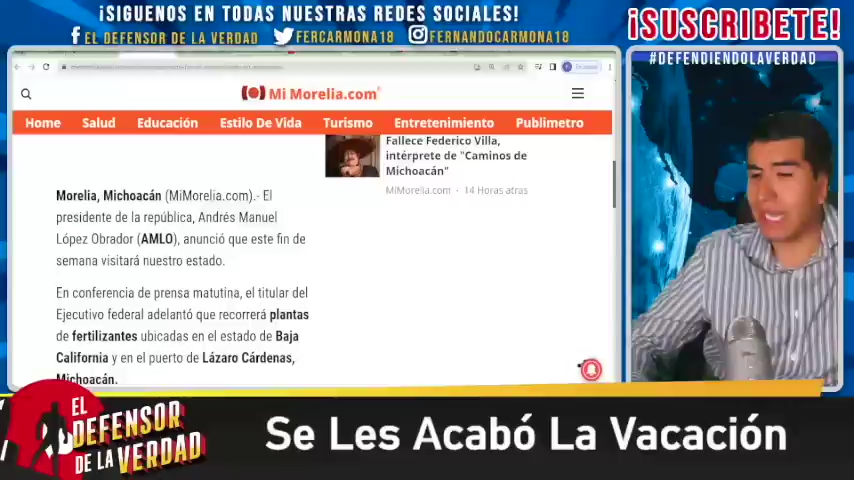 ¡SIGUENOS EN TODAS NUESTRAS REDES SOCIALES!
EL DEFENSOR DE LA VERDAD
FERCARMONA18
FERNANDOCARMONA18
¡SUSCRIBETE!
#DEFENDIENDOLAVERDAD
Mi Morelia.com
Home
Salud
Educación
Estilo De Vida
Turismo
Entretenimiento
Publimetro
Fallece Federico Villa,
intérprete de "Caminos de
Michoacán"
MiMorelia.com - 14 Horas atras
Morelia, Michoacán (MiMorelia.com).- El
presidente de la república, Andrés Manuel
López Obrador (AMLO), anunció que este fin de
semana visitará nuestro estado.
En conferencia de prensa matutina, el titular del
Ejecutivo federal adelantó que recorrerá plantas
de fertilizantes ubicadas en el estado de Baja
California y en el puerto de Lázaro Cárdenas,
Michoacán.
EL
DEFENSOR
DE LA VERDAD
Se Les Acabó La Vacación